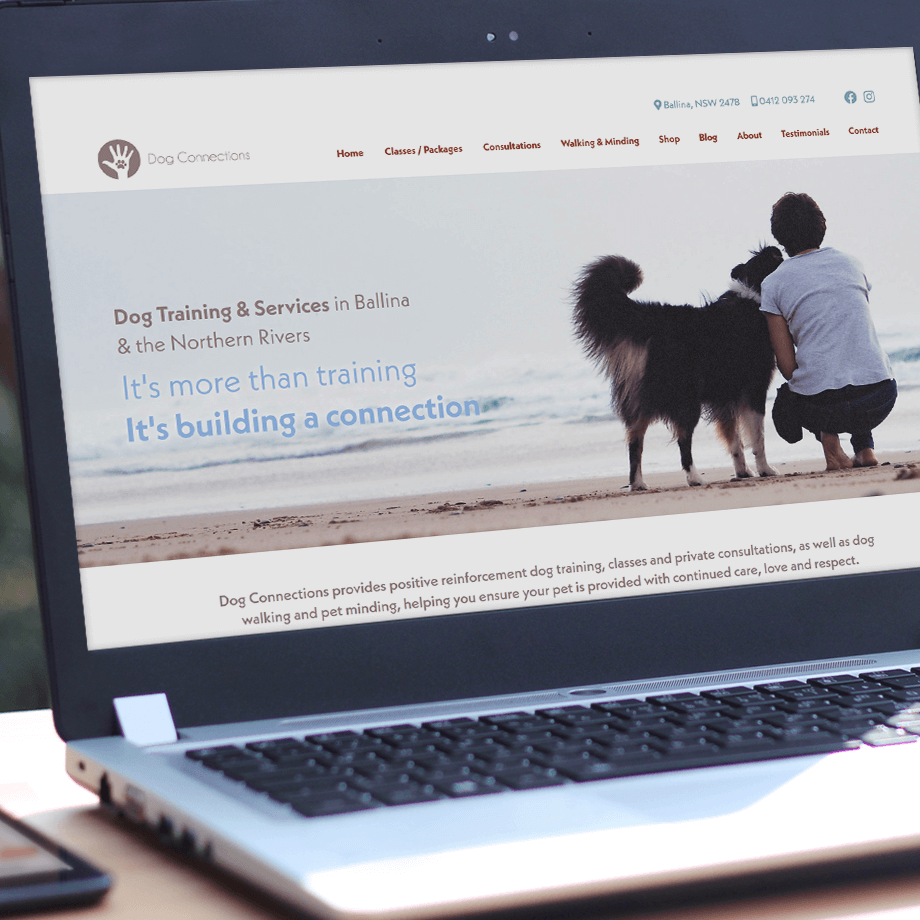 Ballina, NSW 2478 0412 093 274
Dog Connections
Home Classes / Packages Consultations Walking & Minding Shop Blog About Testimonials Contact
Dog Training & Services in Ballina
& the Northern Rivers
It's more than training
It's building a connection
Dog Connections provides positive reinforcement dog training, classes and private consultations, as well as dog
walking and pet minding, helping you ensure your pet is provided with continued care, love and respect.